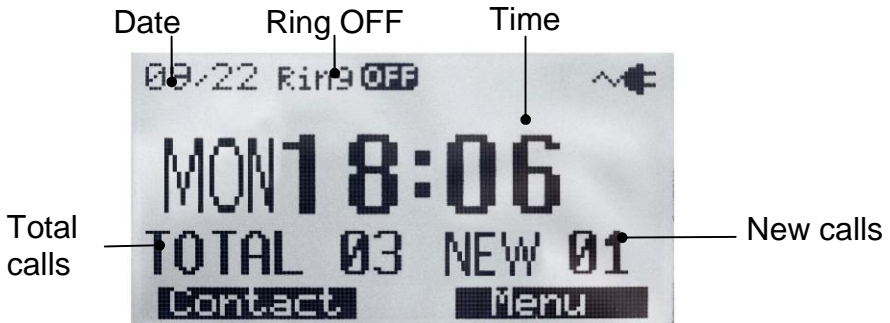 Date Ring OFF Time
09/22 Ring OFF
MON 18:06
Total calls
TOTAL 03 NEW 01
New calls
Contact Menu